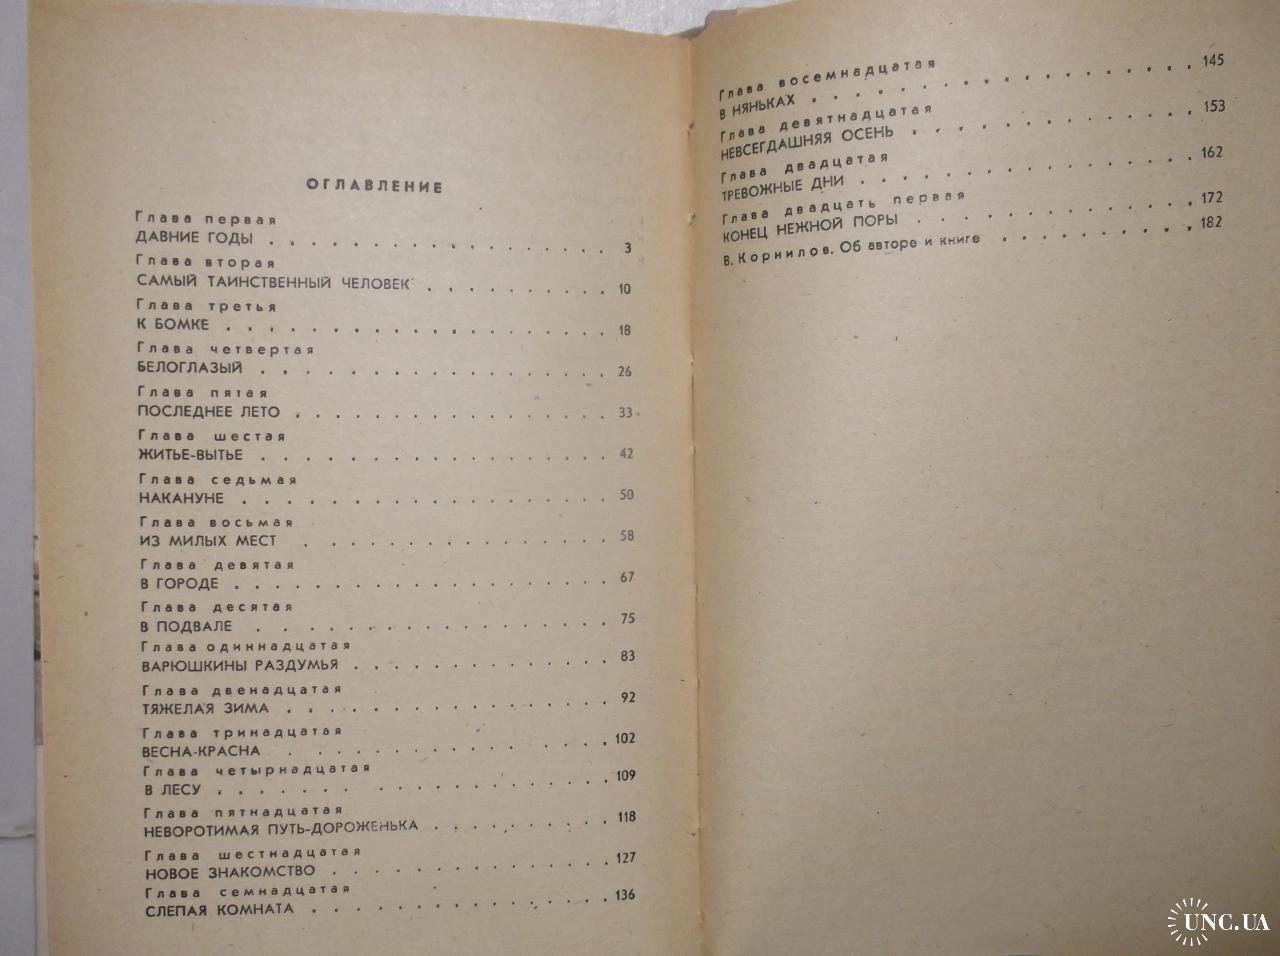 ОГЛАВЛЕНИЕ
Глава первая
ДАВНИЕ ГОДЫ . . . . . . . . . . . . . . . . . 3
Глава вторая
САМЫЙ ТАИНСТВЕННЫЙ ЧЕЛОВЕК . . . . . . . . . 10
Глава третья
К БОМКЕ . . . . . . . . . . . . . . . . . . 18
Глава четвертая
БЕЛОГЛАЗЫЙ . . . . . . . . . . . . . . . . . 26
Глава пятая
ПОСЛЕДНЕЕ ЛЕТО . . . . . . . . . . . . . . . 33
Глава шестая
ЖИТЬЕ-ВЫТЬЕ . . . . . . . . . . . . . . . . . 42
Глава седьмая
НАКАНУНЕ . . . . . . . . . . . . . . . . . . 50
Глава восьмая
ИЗ МИЛЫХ МЕСТ . . . . . . . . . . . . . . . 58
Глава девятая
В ГОРОДЕ . . . . . . . . . . . . . . . . . . 67
Глава десятая
В ПОДВАЛЕ . . . . . . . . . . . . . . . . . 75
Глава одиннадцатая
ВАРЮШКИНЫ РАЗДУМЬЯ . . . . . . . . . . . . 83
Глава двенадцатая
ТЯЖЕЛАЯ ЗИМА . . . . . . . . . . . . . . . . 92
Глава тринадцатая
ВЕСНА-КРАСНА . . . . . . . . . . . . . . . 102
Глава четырнадцатая
В ЛЕСУ . . . . . . . . . . . . . . . . . . 109
Глава пятнадцатая
НЕВОРОТИМАЯ ПУТЬ-ДОРОЖЕНЬКА . . . . . . . . 118
Глава шестнадцатая
НОВОЕ ЗНАКОМСТВО . . . . . . . . . . . . . 127
Глава семнадцатая
СЛЕПАЯ КОМНАТА . . . . . . . . . . . . . . 136
Глава восемнадцатая
В НЯНЬКАХ . . . . . . . . . . . . . . . . . 145
Глава девятнадцатая
НЕВСЕГДАШНЯЯ ОСЕНЬ . . . . . . . . . . . . 153
Глава двадцатая
ТРЕВОЖНЫЕ ДНИ . . . . . . . . . . . . . . . 162
Глава двадцать первая
КОНЕЦ НЕЖНОЙ ПОРЫ . . . . . . . . . . . . . 172
В. Корнилов. Об авторе и книге . . . . . . . . . 182
UNC.UA